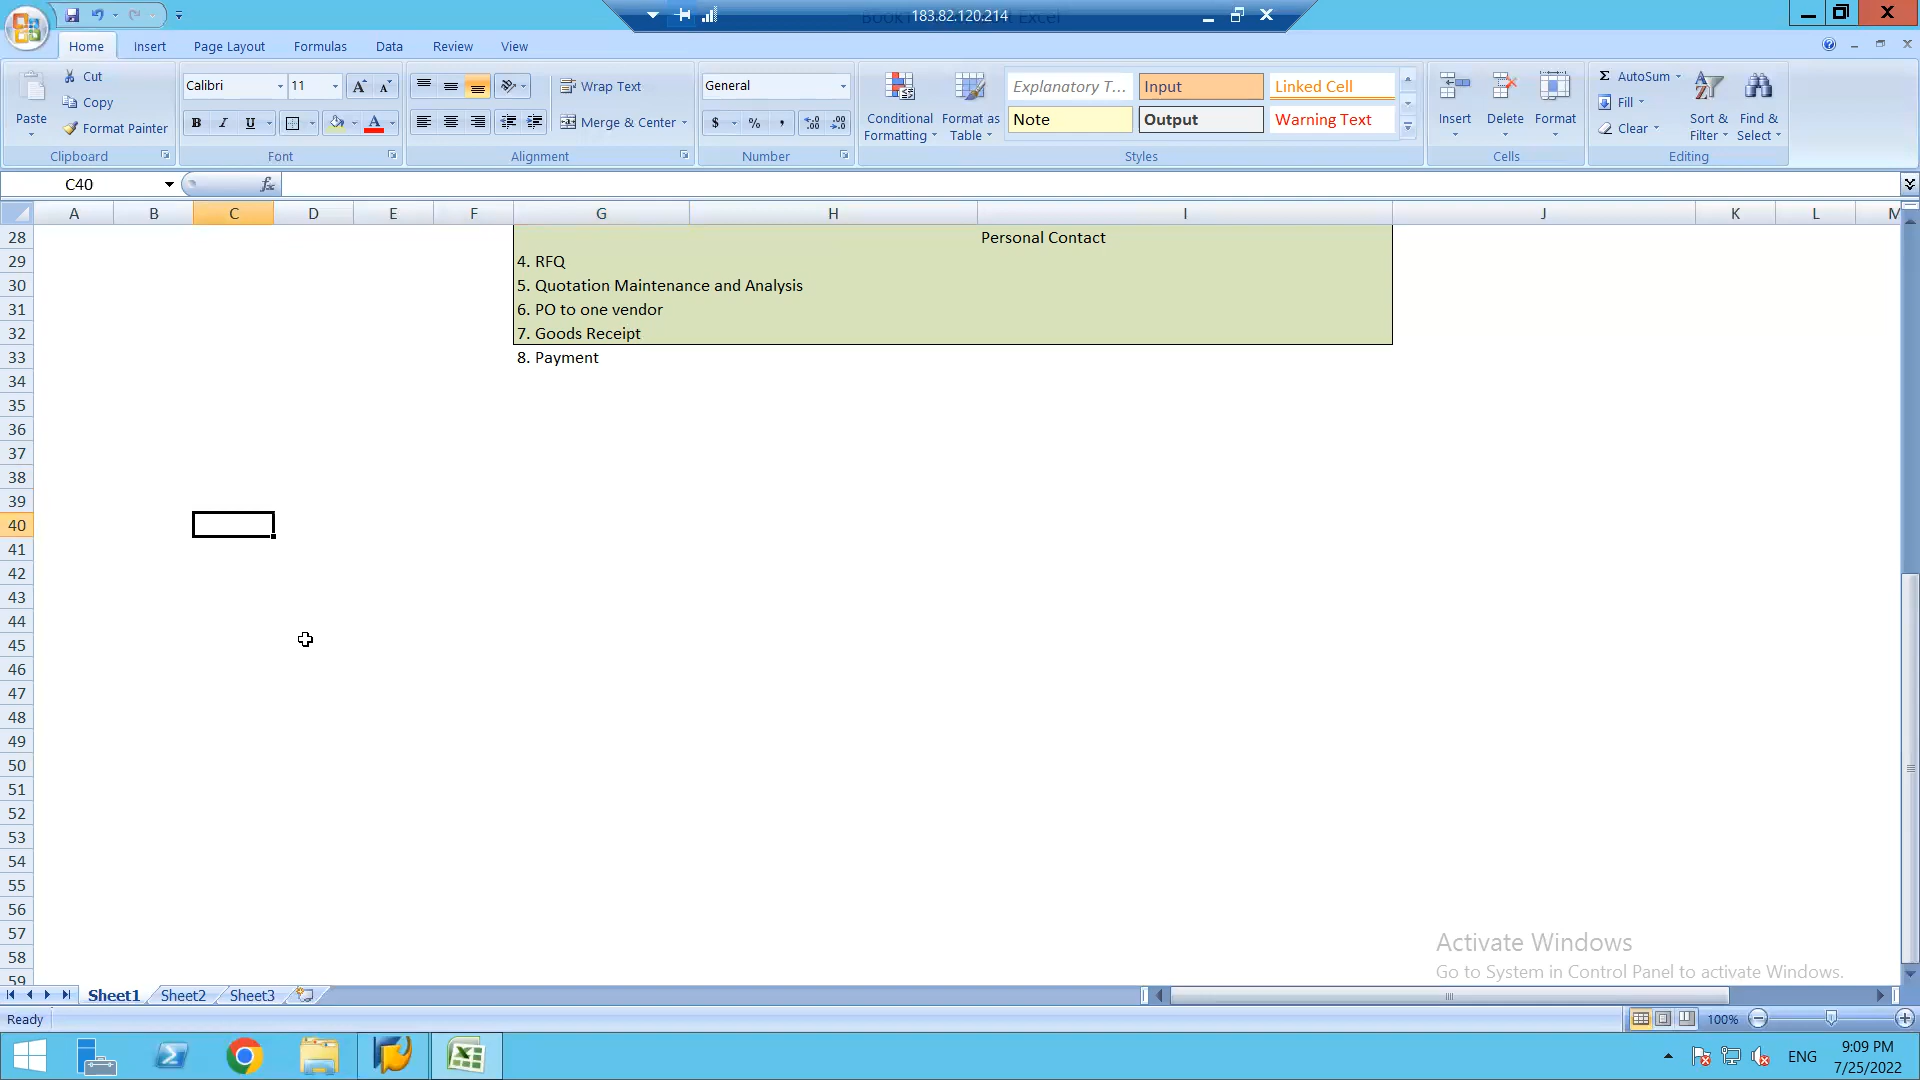 183.82.120.214
Home Insert Page Layout Formulas Data Review View
Paste
Cut
Copy
Format Painter
Clipboard
Calibri 11
B I U A
Font
Wrap Text
Merge & Center
Alignment
General
$ % ,
Number
Conditional Formatting
Format as Table
Explanatory T... Input Linked Cell
Note Output Warning Text
Styles
Insert Delete Format
Cells
Σ AutoSum
Fill
Clear
Sort & Filter
Find & Select
Editing
C40 fx
A B C D E F G H I J K L M
28 Personal Contact
29 4. RFQ
30 5. Quotation Maintenance and Analysis
31 6. PO to one vendor
32 7. Goods Receipt
33 8. Payment
34
35
36
37
38
39
40
41
42
43
44
45
46
47
48
49
50
51
52
53
54
55
56
57
58
59
Activate Windows
Go to System in Control Panel to activate Windows.
Sheet1 Sheet2 Sheet3
Ready 100%
ENG 9:09 PM
7/25/2022